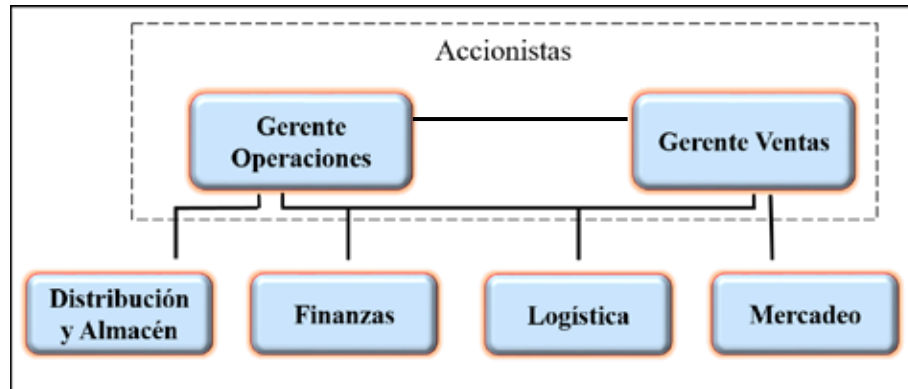 Accionistas
Gerente
Operaciones
Gerente Ventas
Distribución
y Almacén
Finanzas
Logística
Mercadeo